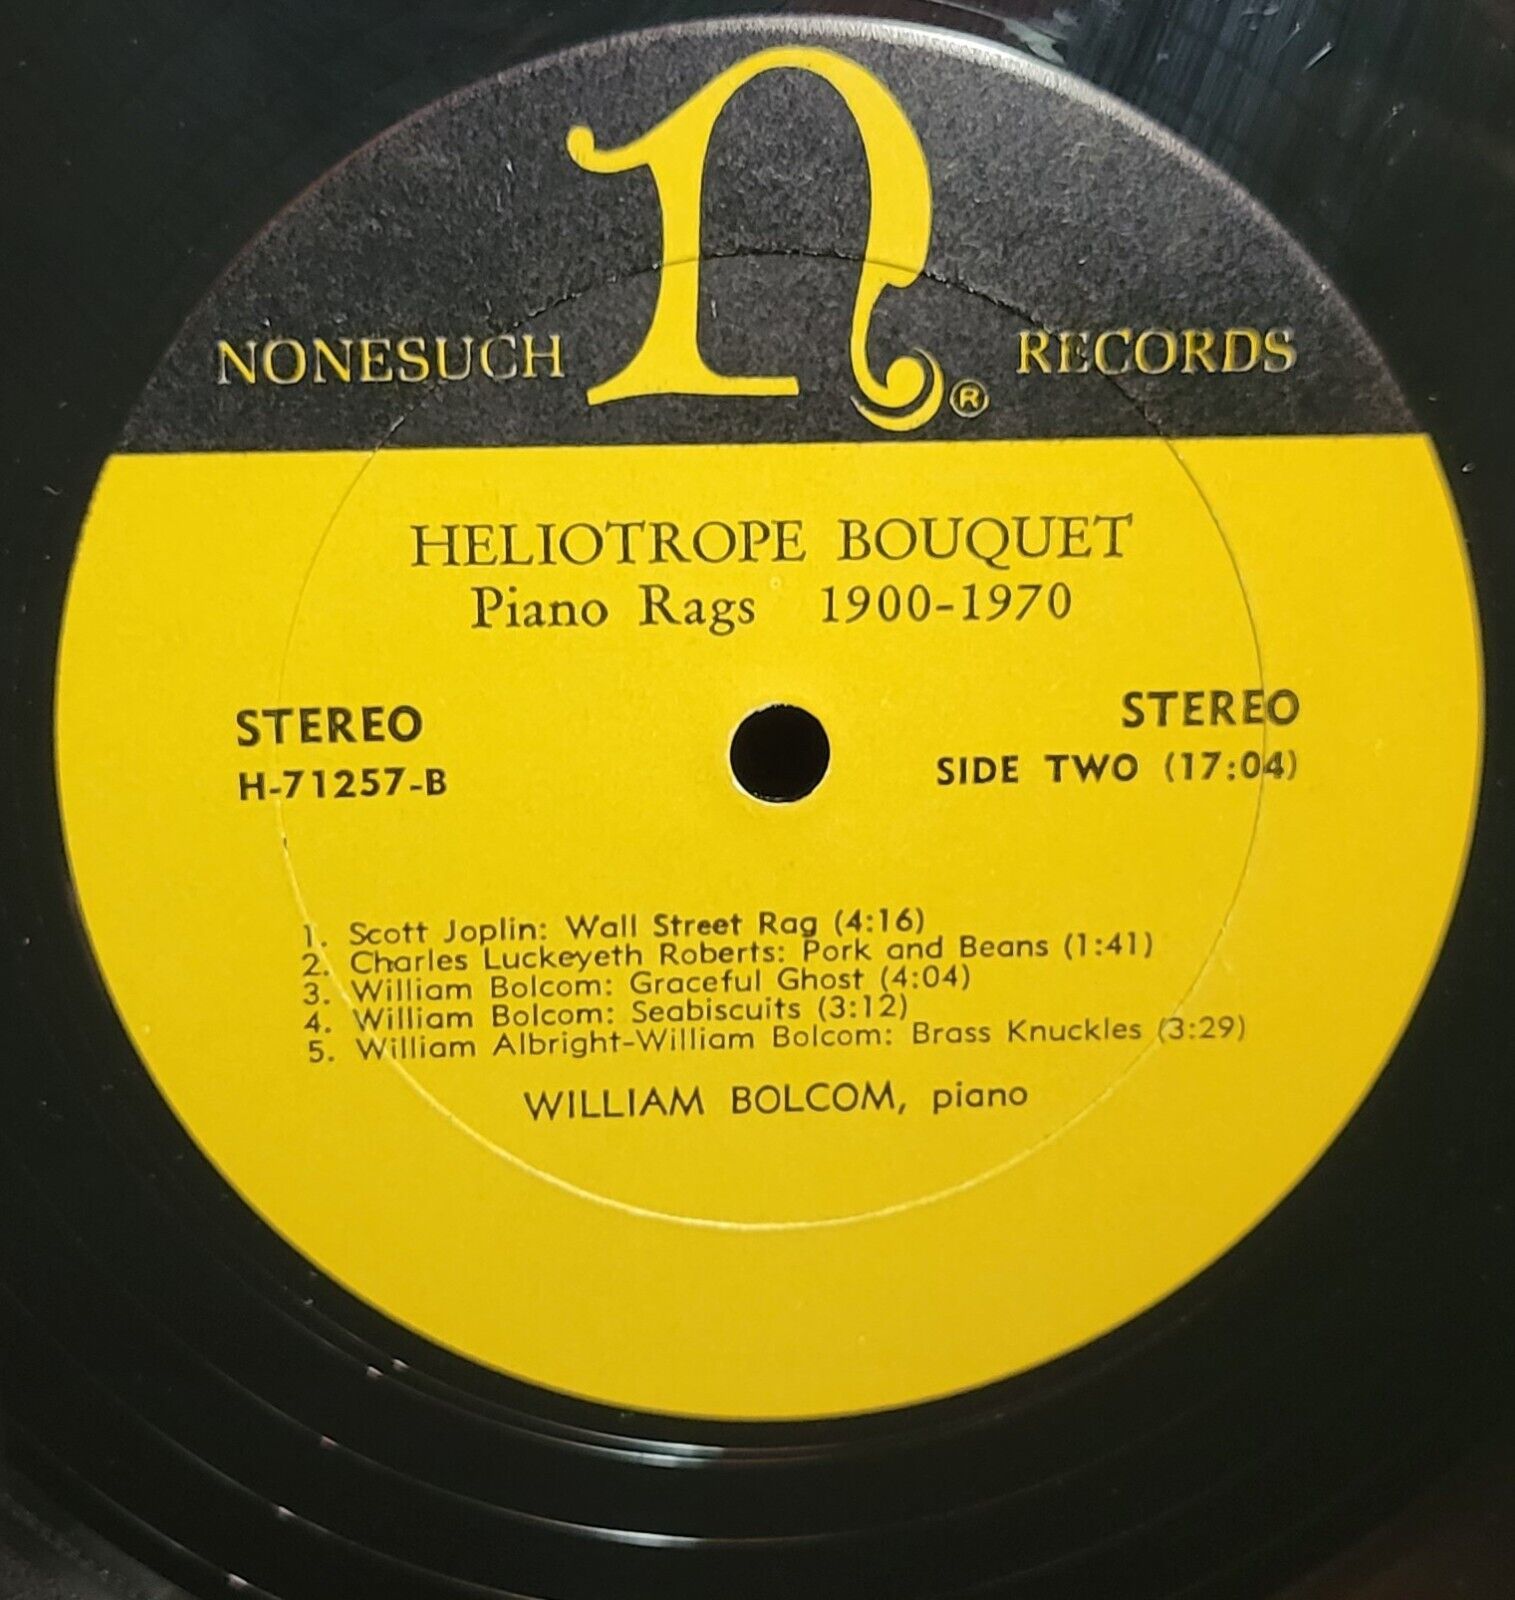 n
NONESUCH RECORDS ®
HELIOTROPE BOUQUET
Piano Rags 1900-1970
STEREO STEREO
H-71257-B SIDE TWO (17:04)
1. Scott Joplin: Wall Street Rag (4:16)
2. Charles Luckeyeth Roberts: Pork and Beans (1:41)
3. William Bolcom: Graceful Ghost (4:04)
4. William Bolcom: Seabiscuits (3:12)
5. William Albright-William Bolcom: Brass Knuckles (3:29)
WILLIAM BOLCOM, piano